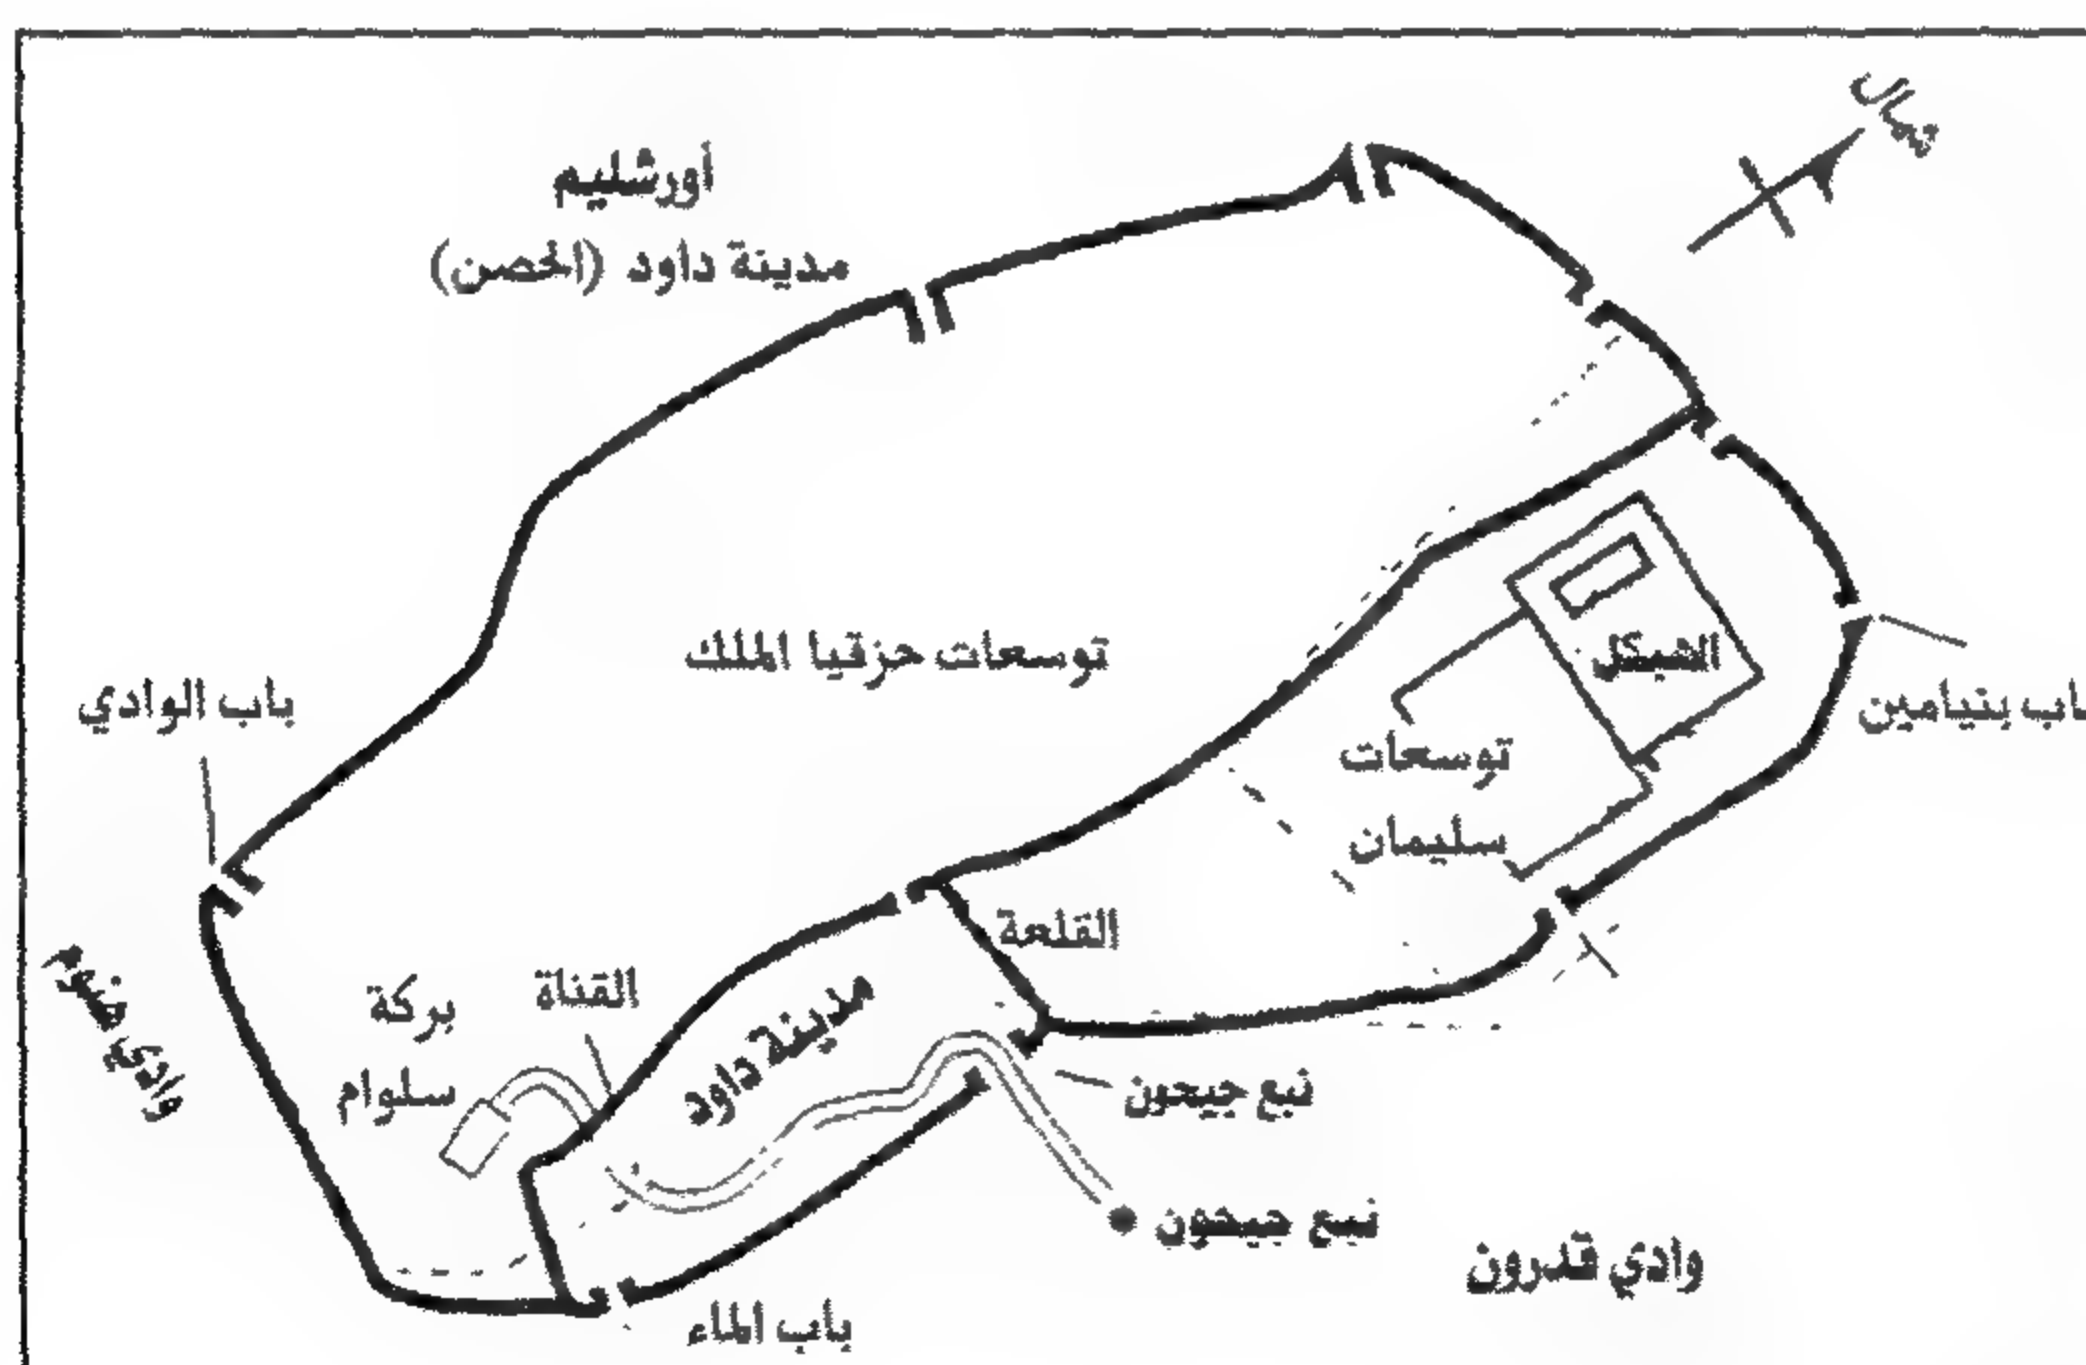 شمال
أورشليم
مدينة داود (الحصن)
توسعات حزقيا الملك
الهيكل
باب الوادي
باب بنيامين
توسعات
سليمان
القلعة
وادي هنوم
بركة
سلوام
القناة
مدينة داود
نبع جيحون
نبع جيحون
وادي قدرون
باب الماء